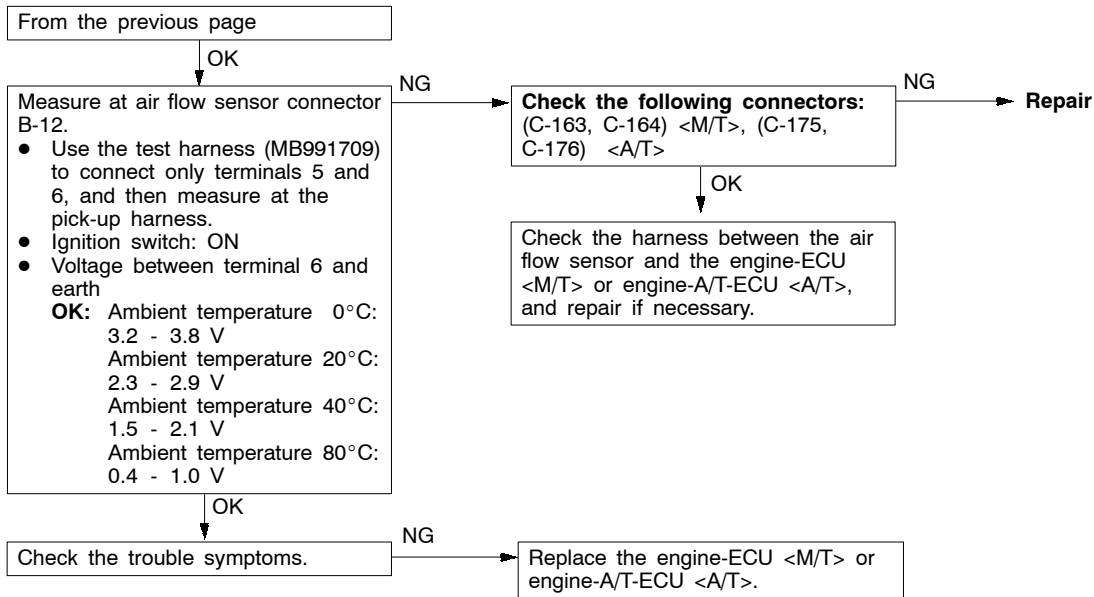 From the previous page
OK
Measure at air flow sensor connector
B-12.
● Use the test harness (MB991709)
to connect only terminals 5 and
6, and then measure at the
pick-up harness.
● Ignition switch: ON
● Voltage between terminal 6 and
earth
OK: Ambient temperature 0°C:
3.2 - 3.8 V
Ambient temperature 20°C:
2.3 - 2.9 V
Ambient temperature 40°C:
1.5 - 2.1 V
Ambient temperature 80°C:
0.4 - 1.0 V
NG
Check the following connectors:
(C-163, C-164) <M/T>, (C-175,
C-176) <A/T>
NG
Repair
OK
Check the harness between the air
flow sensor and the engine-ECU
<M/T> or engine-A/T-ECU <A/T>,
and repair if necessary.
OK
Check the trouble symptoms.
NG
Replace the engine-ECU <M/T> or
engine-A/T-ECU <A/T>.